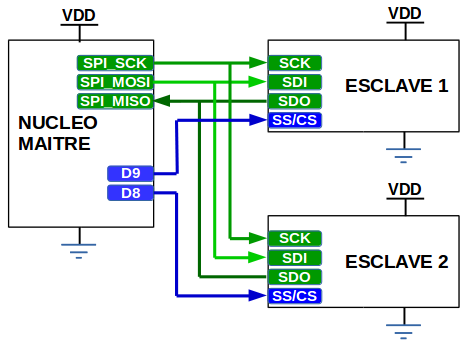 VDD
SPI_SCK
SPI_MOSI
SPI_MISO
NUCLEO
MAITRE
D9
D8
VDD
SCK
SDI
SDO
SS/CS
ESCLAVE 1
VDD
SCK
SDI
SDO
SS/CS
ESCLAVE 2